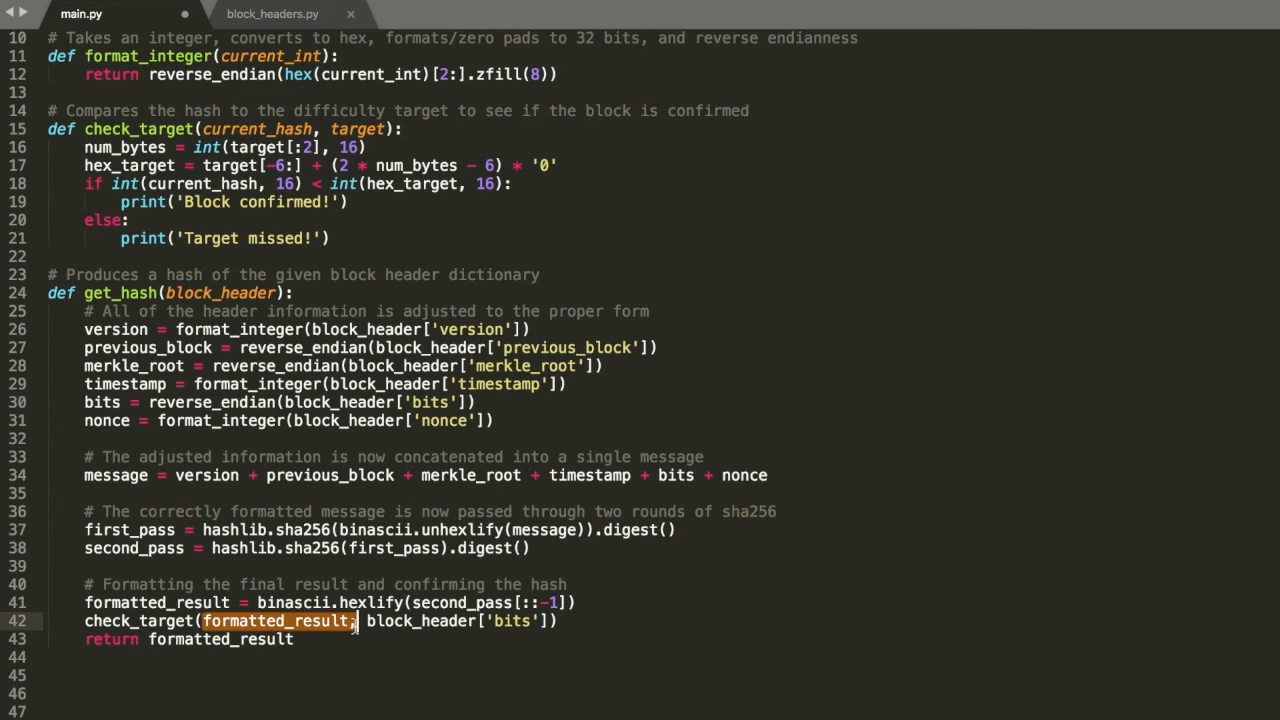 main.py
block_headers.py
10 # Takes an integer, converts to hex, formats/zero pads to 32 bits, and reverse endianness
11 def format_integer(current_int):
12     return reverse_endian(hex(current_int)[2:].zfill(8))
13
14 # Compares the hash to the difficulty target to see if the block is confirmed
15 def check_target(current_hash, target):
16     num_bytes = int(target[:2], 16)
17     hex_target = target[-6:] + (2 * num_bytes - 6) * '0'
18     if int(current_hash, 16) < int(hex_target, 16):
19         print('Block confirmed!')
20     else:
21         print('Target missed!')
22
23 # Produces a hash of the given block header dictionary
24 def get_hash(block_header):
25     # All of the header information is adjusted to the proper form
26     version = format_integer(block_header['version'])
27     previous_block = reverse_endian(block_header['previous_block'])
28     merkle_root = reverse_endian(block_header['merkle_root'])
29     timestamp = format_integer(block_header['timestamp'])
30     bits = reverse_endian(block_header['bits'])
31     nonce = format_integer(block_header['nonce'])
32
33     # The adjusted information is now concatenated into a single message
34     message = version + previous_block + merkle_root + timestamp + bits + nonce
35
36     # The correctly formatted message is now passed through two rounds of sha256
37     first_pass = hashlib.sha256(binascii.unhexlify(message)).digest()
38     second_pass = hashlib.sha256(first_pass).digest()
39
40     # Formatting the final result and confirming the hash
41     formatted_result = binascii.hexlify(second_pass[::-1])
42     check_target(formatted_result, block_header['bits'])
43     return formatted_result
44
45
46
47